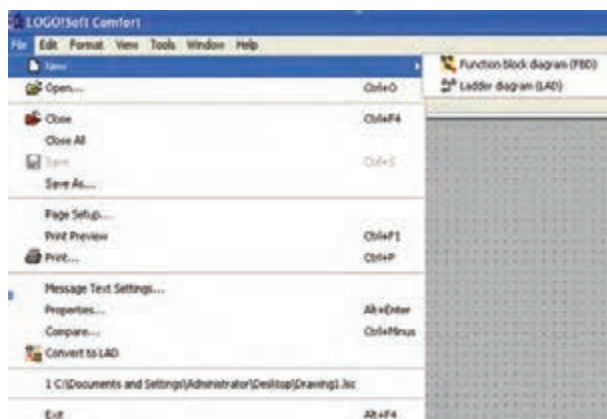 LOGO!Soft Comfort
File Edit Format View Tools Window Help
New
Function block diagram (FBD)
Ladder diagram (LAD)
Open... Ctrl+O
Close Ctrl+F4
Close All
Save Ctrl+S
Save As...
Page Setup...
Print Preview Ctrl+F1
Print... Ctrl+P
Message Text Settings...
Properties... Alt+Enter
Compare... Ctrl+Minus
Convert to LAD
1 C:\Documents and Settings\Administrator\Desktop\Drawing1.lsc
Exit Alt+F4